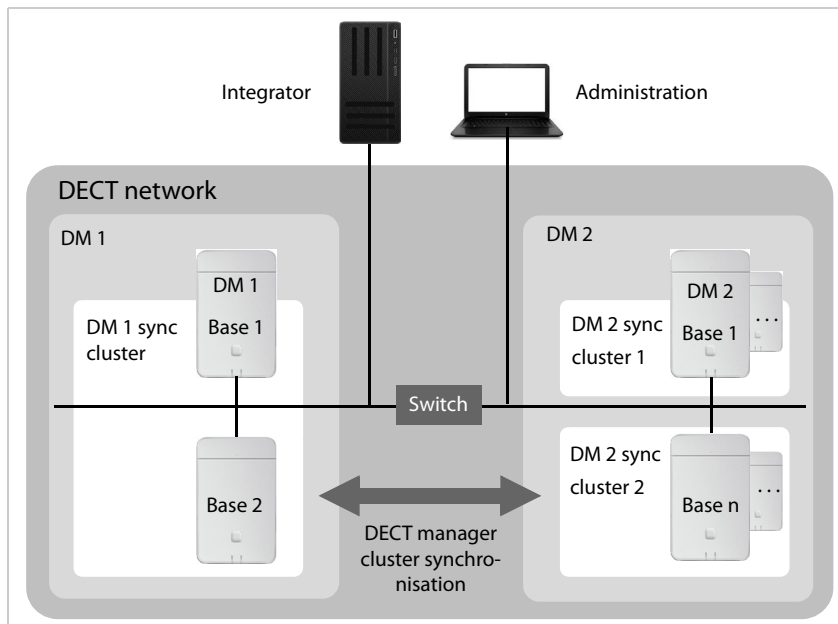 Integrator
Administration
DECT network
DM 1
DM 1
Base 1
DM 1 sync
cluster
Base 2
Switch
DM 2
DM 2
Base 1
...
DM 2 sync
cluster 1
DM 2 sync
cluster 2
Base n
...
DECT manager
cluster synchro-
nisation